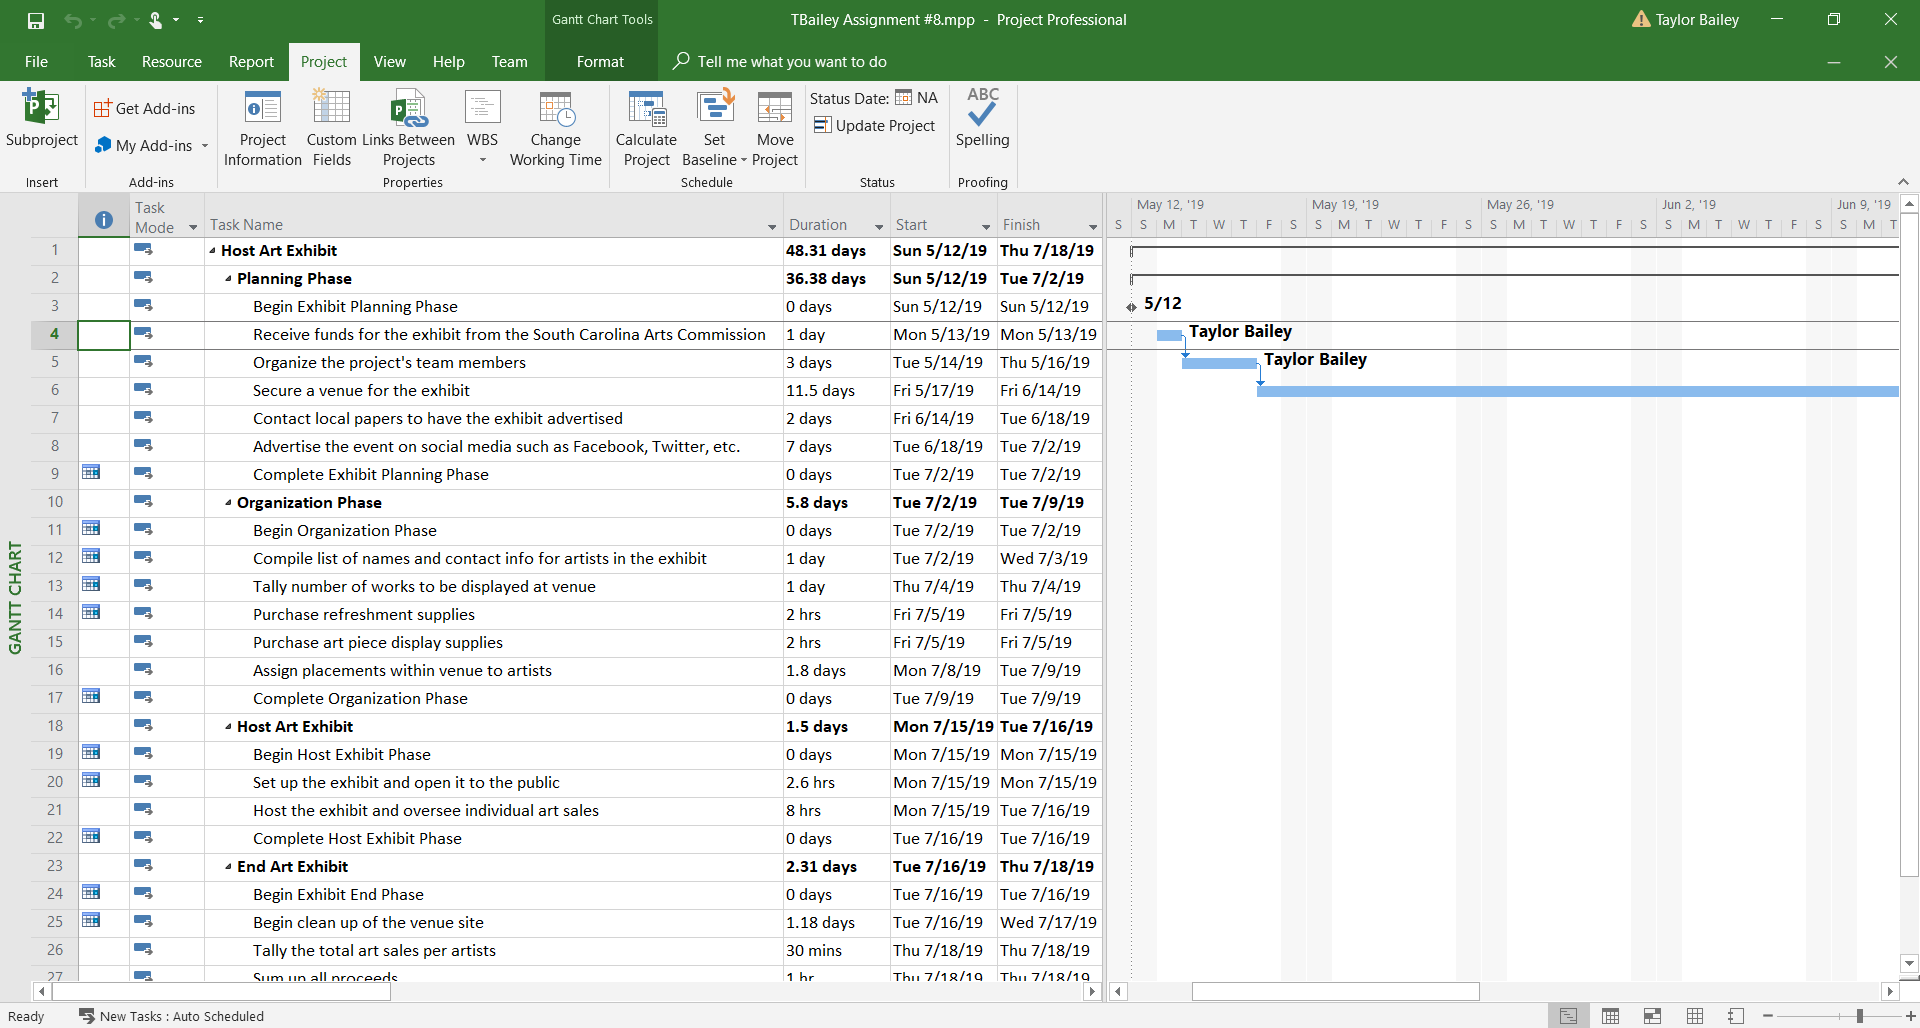 Gantt Chart Tools
TBailey Assignment #8.mpp - Project Professional
Taylor Bailey
File Task Resource Report Project View Help Team Format Tell me what you want to do
Subproject
Insert
Get Add-ins
My Add-ins
Add-ins
Project Information
Custom Fields
Links Between Projects
WBS
Change Working Time
Properties
Calculate Project
Set Baseline
Move Project
Schedule
Status Date: NA
Update Project
Status
ABC
Spelling
Proofing
GANTT CHART
Task Mode Task Name Duration Start Finish
May 12, '19 May 19, '19 May 26, '19 Jun 2, '19 Jun 9, '19
S S M T W T F S S M T W T F S S M T W T F S S M T W T F S S M T
1 Host Art Exhibit 48.31 days Sun 5/12/19 Thu 7/18/19
2 Planning Phase 36.38 days Sun 5/12/19 Tue 7/2/19
3 Begin Exhibit Planning Phase 0 days Sun 5/12/19 Sun 5/12/19 5/12
4 Receive funds for the exhibit from the South Carolina Arts Commission 1 day Mon 5/13/19 Mon 5/13/19 Taylor Bailey
5 Organize the project's team members 3 days Tue 5/14/19 Thu 5/16/19 Taylor Bailey
6 Secure a venue for the exhibit 11.5 days Fri 5/17/19 Fri 6/14/19
7 Contact local papers to have the exhibit advertised 2 days Fri 6/14/19 Tue 6/18/19
8 Advertise the event on social media such as Facebook, Twitter, etc. 7 days Tue 6/18/19 Tue 7/2/19
9 Complete Exhibit Planning Phase 0 days Tue 7/2/19 Tue 7/2/19
10 Organization Phase 5.8 days Tue 7/2/19 Tue 7/9/19
11 Begin Organization Phase 0 days Tue 7/2/19 Tue 7/2/19
12 Compile list of names and contact info for artists in the exhibit 1 day Tue 7/2/19 Wed 7/3/19
13 Tally number of works to be displayed at venue 1 day Thu 7/4/19 Thu 7/4/19
14 Purchase refreshment supplies 2 hrs Fri 7/5/19 Fri 7/5/19
15 Purchase art piece display supplies 2 hrs Fri 7/5/19 Fri 7/5/19
16 Assign placements within venue to artists 1.8 days Mon 7/8/19 Tue 7/9/19
17 Complete Organization Phase 0 days Tue 7/9/19 Tue 7/9/19
18 Host Art Exhibit 1.5 days Mon 7/15/19 Tue 7/16/19
19 Begin Host Exhibit Phase 0 days Mon 7/15/19 Mon 7/15/19
20 Set up the exhibit and open it to the public 2.6 hrs Mon 7/15/19 Mon 7/15/19
21 Host the exhibit and oversee individual art sales 8 hrs Mon 7/15/19 Tue 7/16/19
22 Complete Host Exhibit Phase 0 days Tue 7/16/19 Tue 7/16/19
23 End Art Exhibit 2.31 days Tue 7/16/19 Thu 7/18/19
24 Begin Exhibit End Phase 0 days Tue 7/16/19 Tue 7/16/19
25 Begin clean up of the venue site 1.18 days Tue 7/16/19 Wed 7/17/19
26 Tally the total art sales per artists 30 mins Thu 7/18/19 Thu 7/18/19
27 Sum up all proceeds 1 hr Thu 7/18/19 Thu 7/18/19
Ready New Tasks : Auto Scheduled